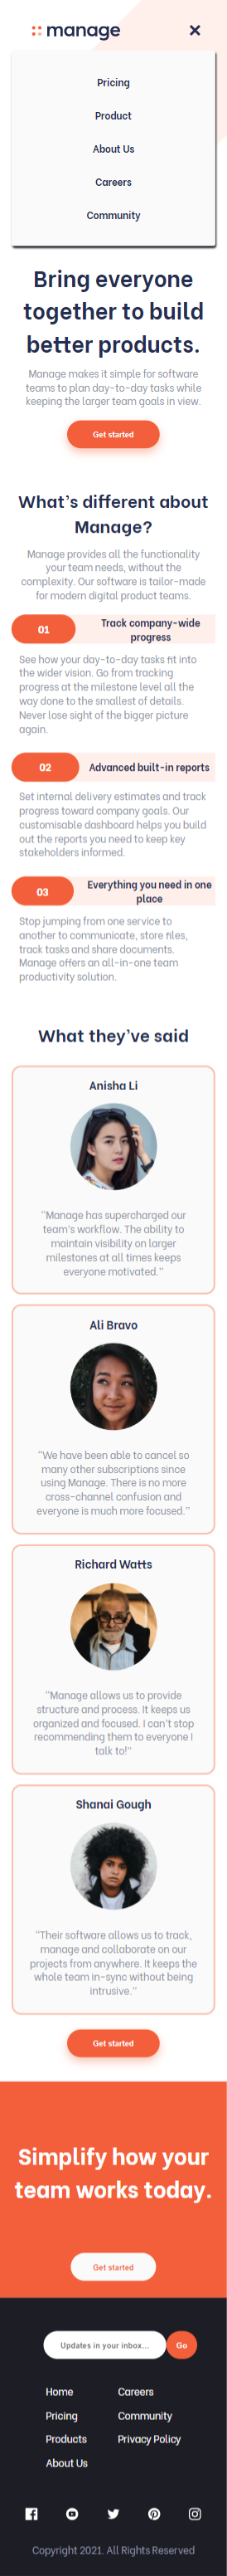 manage
Pricing
Product
About Us
Careers
Community
Bring everyone
together to build
better products.
Manage makes it simple for software
teams to plan day-to-day tasks while
keeping the larger team goals in view.
Get started
What's different about
Manage?
Manage provides all the functionality
your team needs, without the
complexity. Our software is tailor-made
for modern digital product teams.
01
Track company-wide
progress
See how your day-to-day tasks fit into
the wider vision. Go from tracking
progress at the milestone level all the
way done to the smallest of details.
Never lose sight of the bigger picture
again.
02
Advanced built-in reports
Set internal delivery estimates and track
progress toward company goals. Our
customisable dashboard helps you build
out the reports you need to keep key
stakeholders informed.
03
Everything you need in one
place
Stop jumping from one service to
another to communicate, store files,
track tasks and share documents.
Manage offers an all-in-one team
productivity solution.
What they've said
Anisha Li
"Manage has supercharged our
team's workflow. The ability to
maintain visibility on larger
milestones at all times keeps
everyone motivated."
Ali Bravo
"We have been able to cancel so
many other subscriptions since
using Manage. There is no more
cross-channel confusion and
everyone is much more focused."
Richard Watts
"Manage allows us to provide
structure and process. It keeps us
organized and focused. I can't stop
recommending them to everyone I
talk to!"
Shanai Gough
"Their software allows us to track,
manage and collaborate on our
projects from anywhere. It keeps the
whole team in-sync without being
intrusive."
Get started
Simplify how your
team works today.
Get started
Updates in your inbox...
Go
Home
Careers
Pricing
Community
Products
Privacy Policy
About Us
Copyright 2021. All Rights Reserved